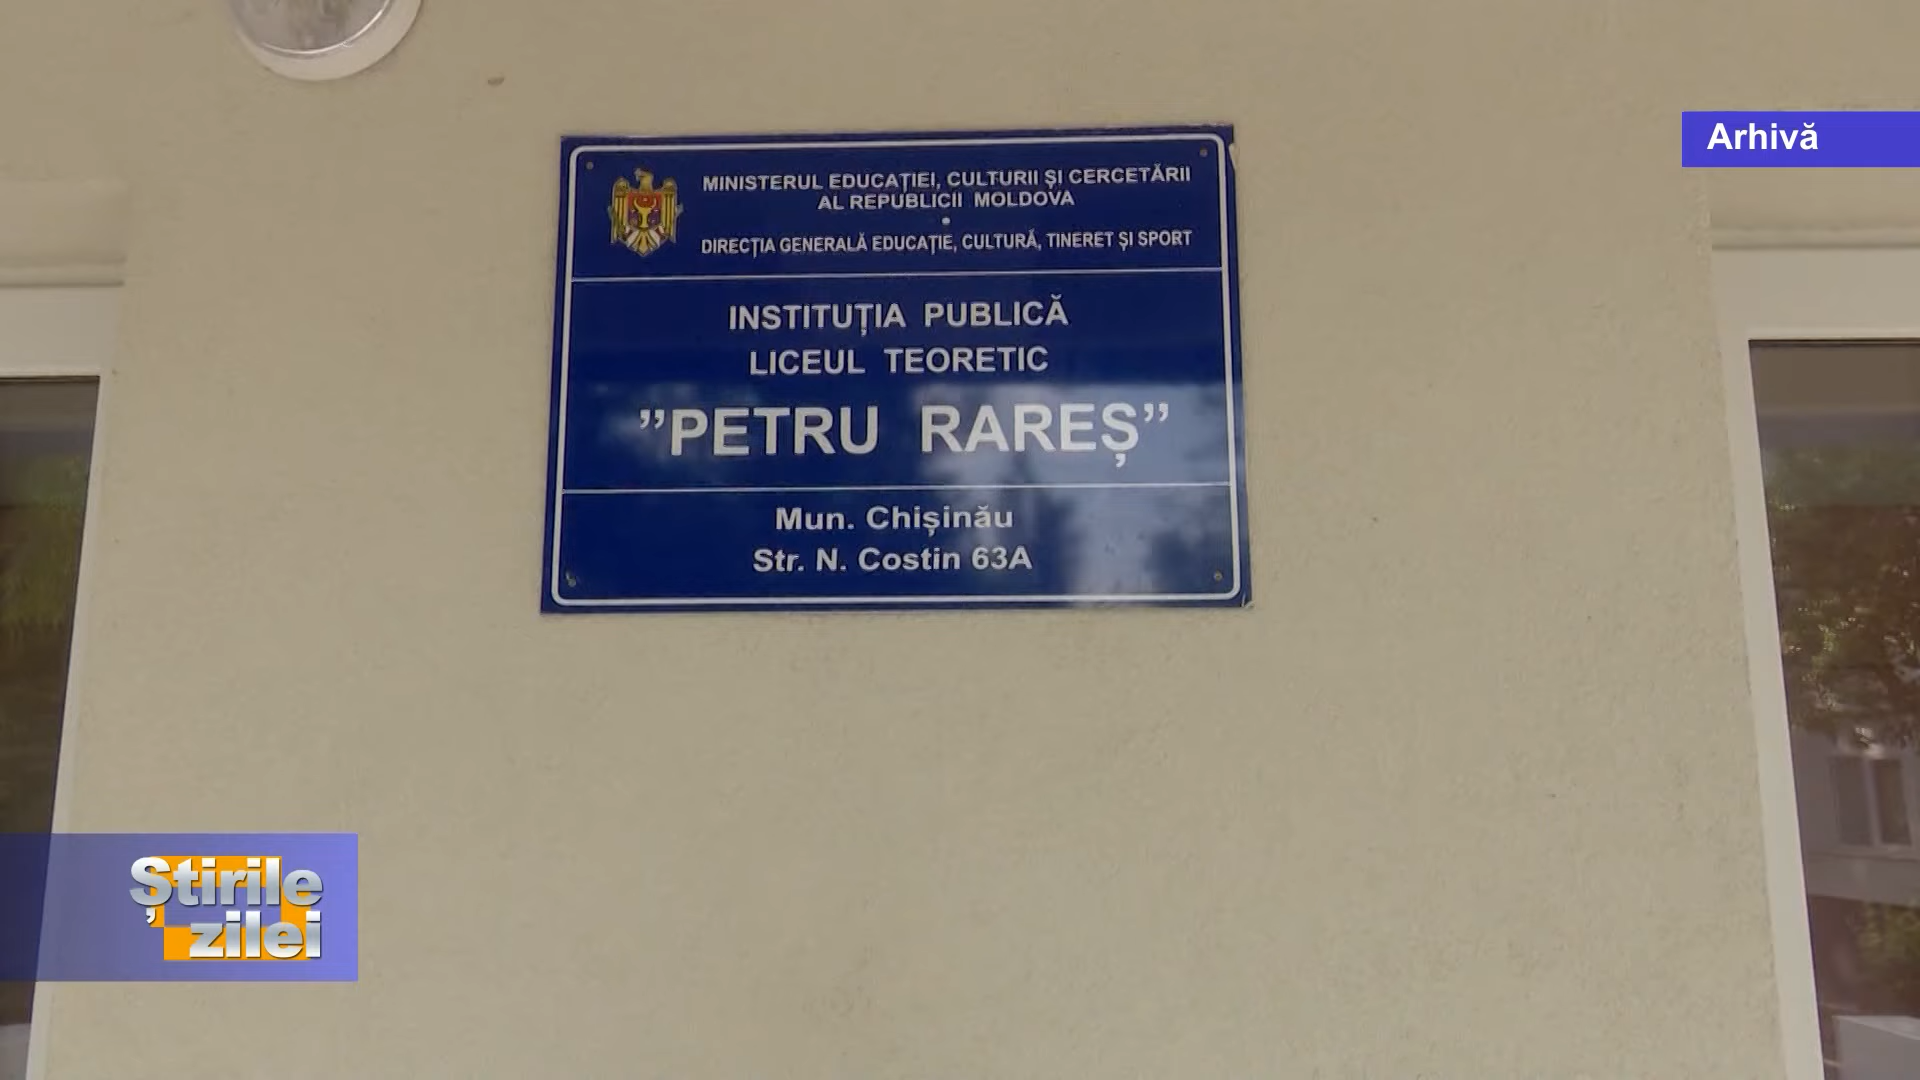 Arhivă
MINISTERUL EDUCAȚIEI, CULTURII ȘI CERCETĂRII
AL REPUBLICII MOLDOVA
•
DIRECȚIA GENERALĂ EDUCAȚIE, CULTURĂ, TINERET ȘI SPORT
INSTITUȚIA PUBLICĂ
LICEUL TEORETIC
”PETRU RAREȘ”
Mun. Chișinău
Str. N. Costin 63A
Știrile
zilei